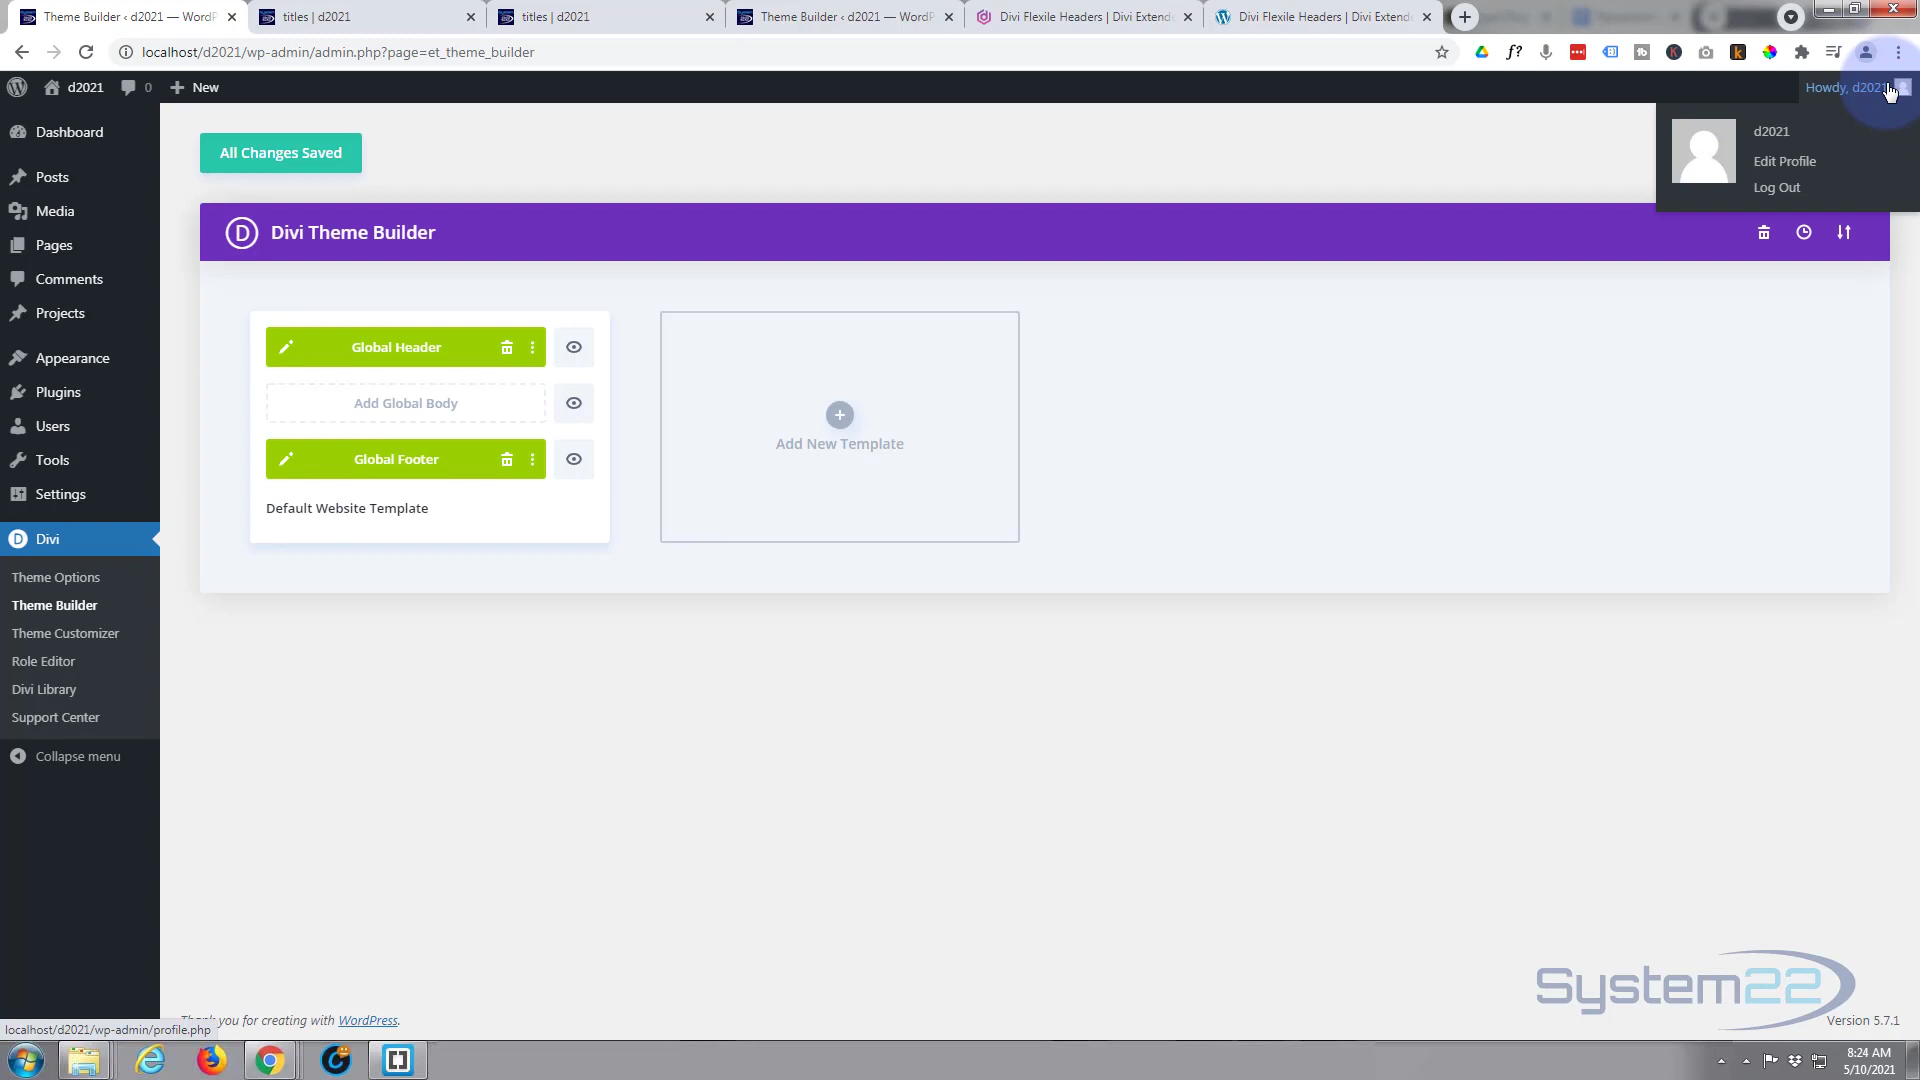 Theme Builder ‹ d2021 — WordP
titles | d2021
titles | d2021
Theme Builder ‹ d2021 — WordP
Divi Flexile Headers | Divi Extend
Divi Flexile Headers | Divi Extend
localhost/d2021/wp-admin/admin.php?page=et_theme_builder
d2021
0
New
Howdy, d2021
d2021
Edit Profile
Log Out
Dashboard
Posts
Media
Pages
Comments
Projects
Appearance
Plugins
Users
Tools
Settings
Divi
Theme Options
Theme Builder
Theme Customizer
Role Editor
Divi Library
Support Center
Collapse menu
All Changes Saved
D Divi Theme Builder
Global Header
Add Global Body
Global Footer
Default Website Template
Add New Template
System22
you for creating with WordPress.
Version 5.7.1
localhost/d2021/wp-admin/profile.php
8:24 AM
5/10/2021